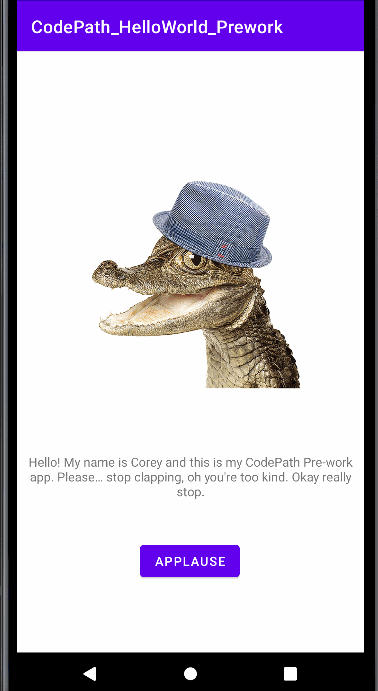 CodePath_HelloWorld_Prework
Hello! My name is Corey and this is my CodePath Pre-work
app. Please... stop clapping, oh you're too kind. Okay really
stop.
APPLAUSE